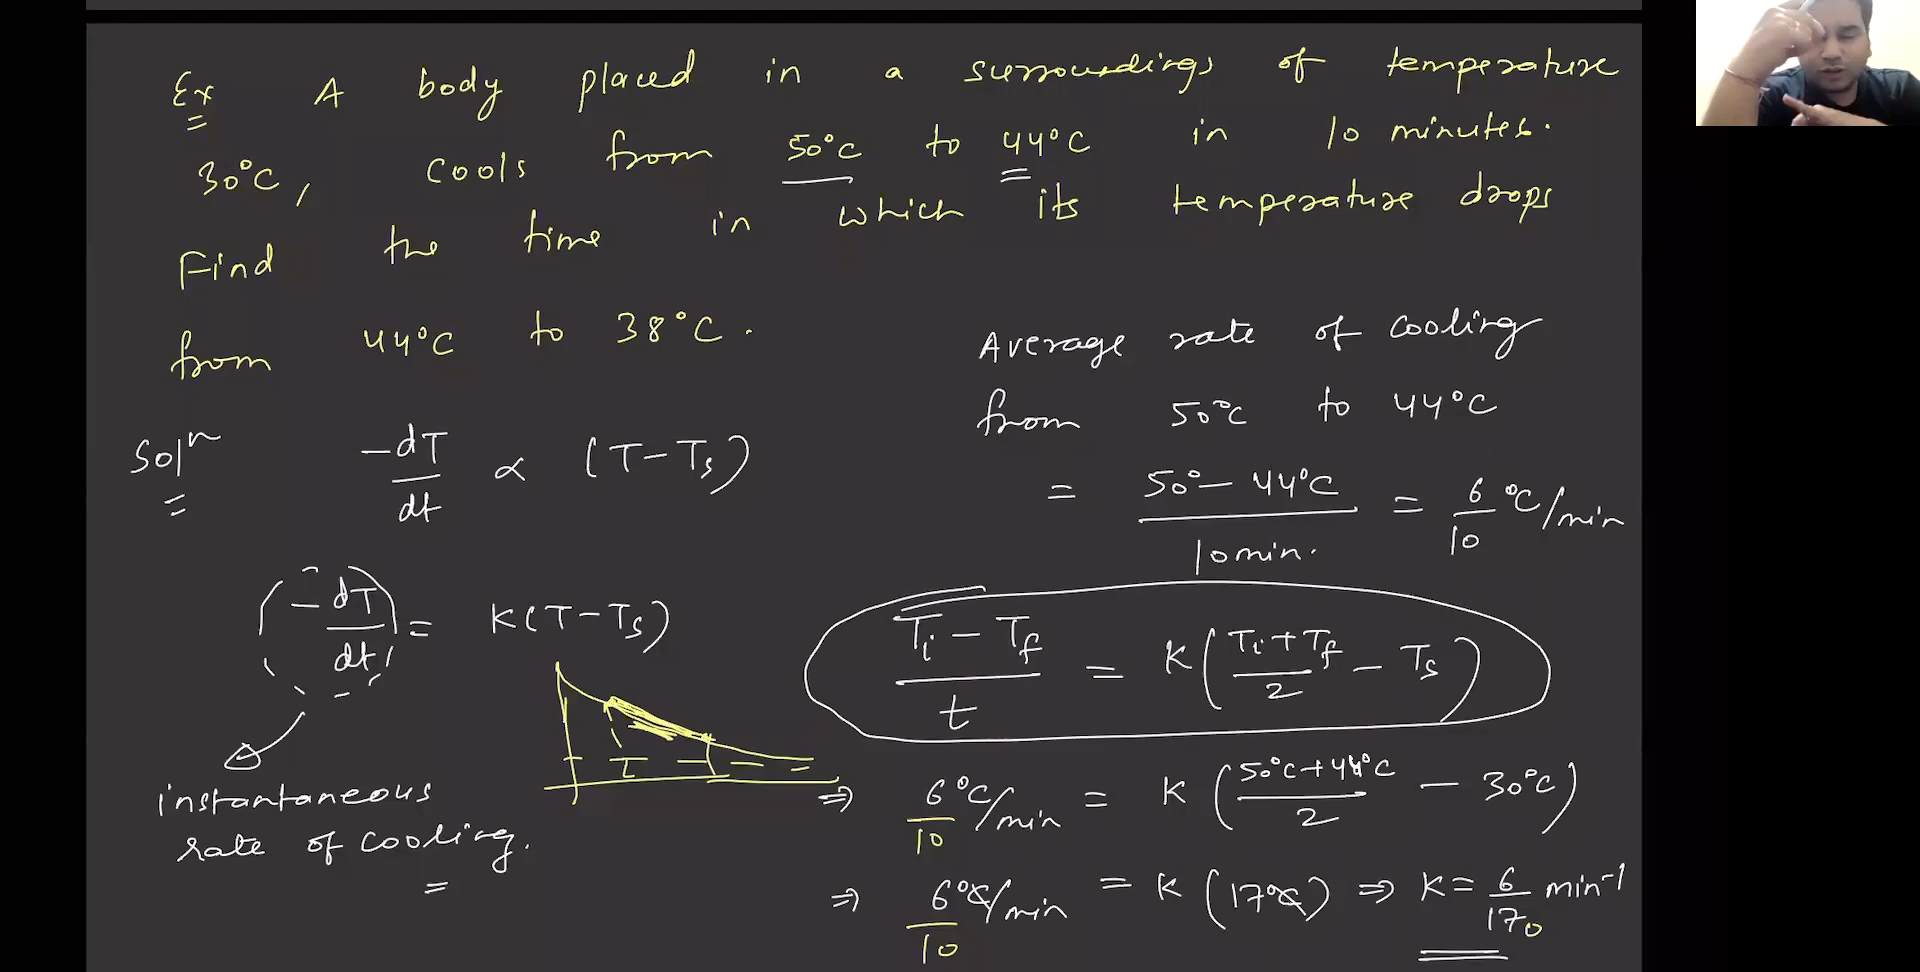 Ex A body placed in a surroundings of temperature
30°C, cools from 50°C to 44°C in 10 minutes.
Find the time in which its temperature drops
from 44°C to 38°C.
Solⁿ -dT/dt ∝ (T-Ts)
(-dT/dt) = K(T-Ts)
instantaneous
rate of cooling.
Average rate of cooling
from 50°C to 44°C
= 50°-44°C / 10min. = 6/10 °C/min
Ti - Tf / t = K(Ti+Tf/2 - Ts)
⇒ 6/10 °C/min = K(50°C+44°C/2 - 30°C)
⇒ 6/10 °C/min = K(17°C) ⇒ K = 6/170 min⁻¹